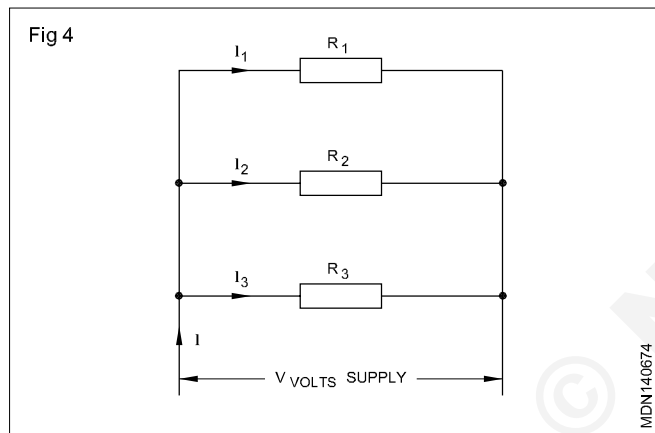 Fig 4
I1 R1
I2 R2
I3 R3
I
V VOLTS SUPPLY
©
MDN140674